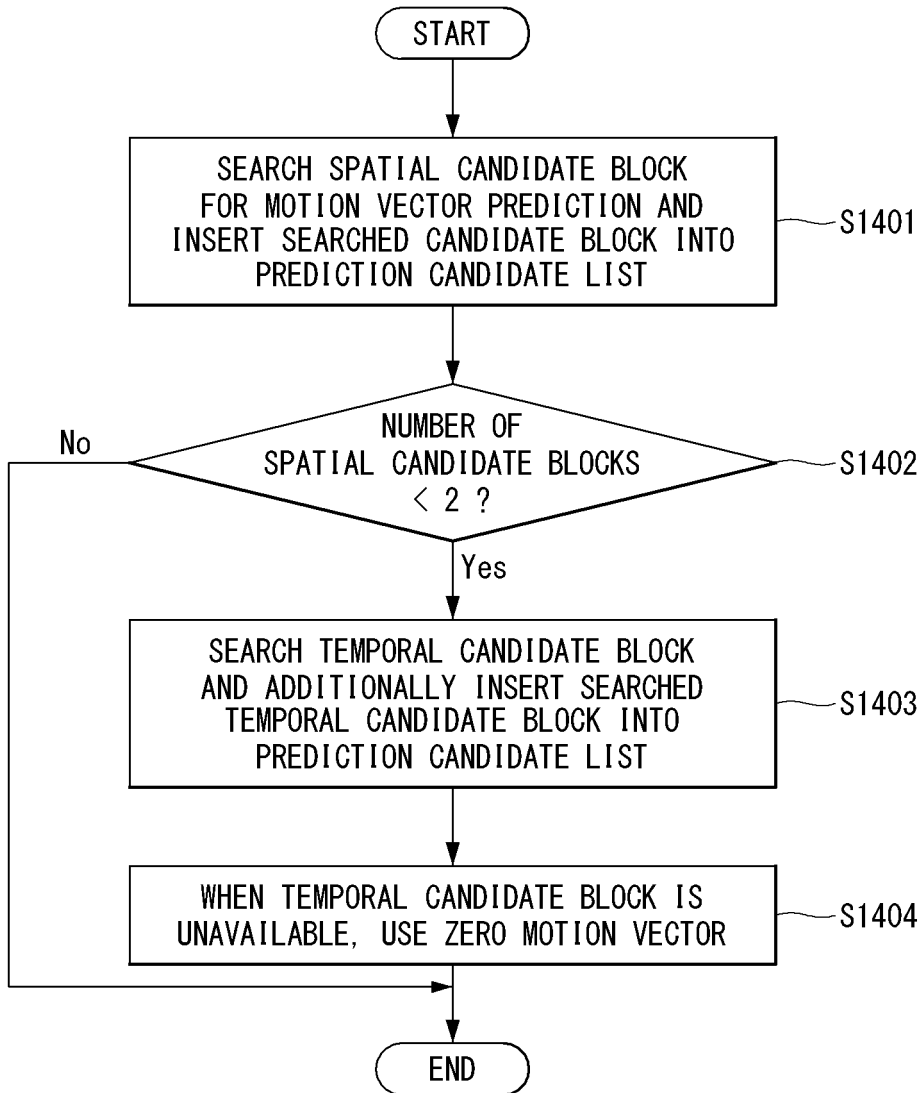 START
SEARCH SPATIAL CANDIDATE BLOCK
FOR MOTION VECTOR PREDICTION AND
INSERT SEARCHED CANDIDATE BLOCK INTO
PREDICTION CANDIDATE LIST
S1401
NUMBER OF
SPATIAL CANDIDATE BLOCKS
< 2 ?
S1402
No
Yes
SEARCH TEMPORAL CANDIDATE BLOCK
AND ADDITIONALLY INSERT SEARCHED
TEMPORAL CANDIDATE BLOCK INTO
PREDICTION CANDIDATE LIST
S1403
WHEN TEMPORAL CANDIDATE BLOCK IS
UNAVAILABLE, USE ZERO MOTION VECTOR
S1404
END